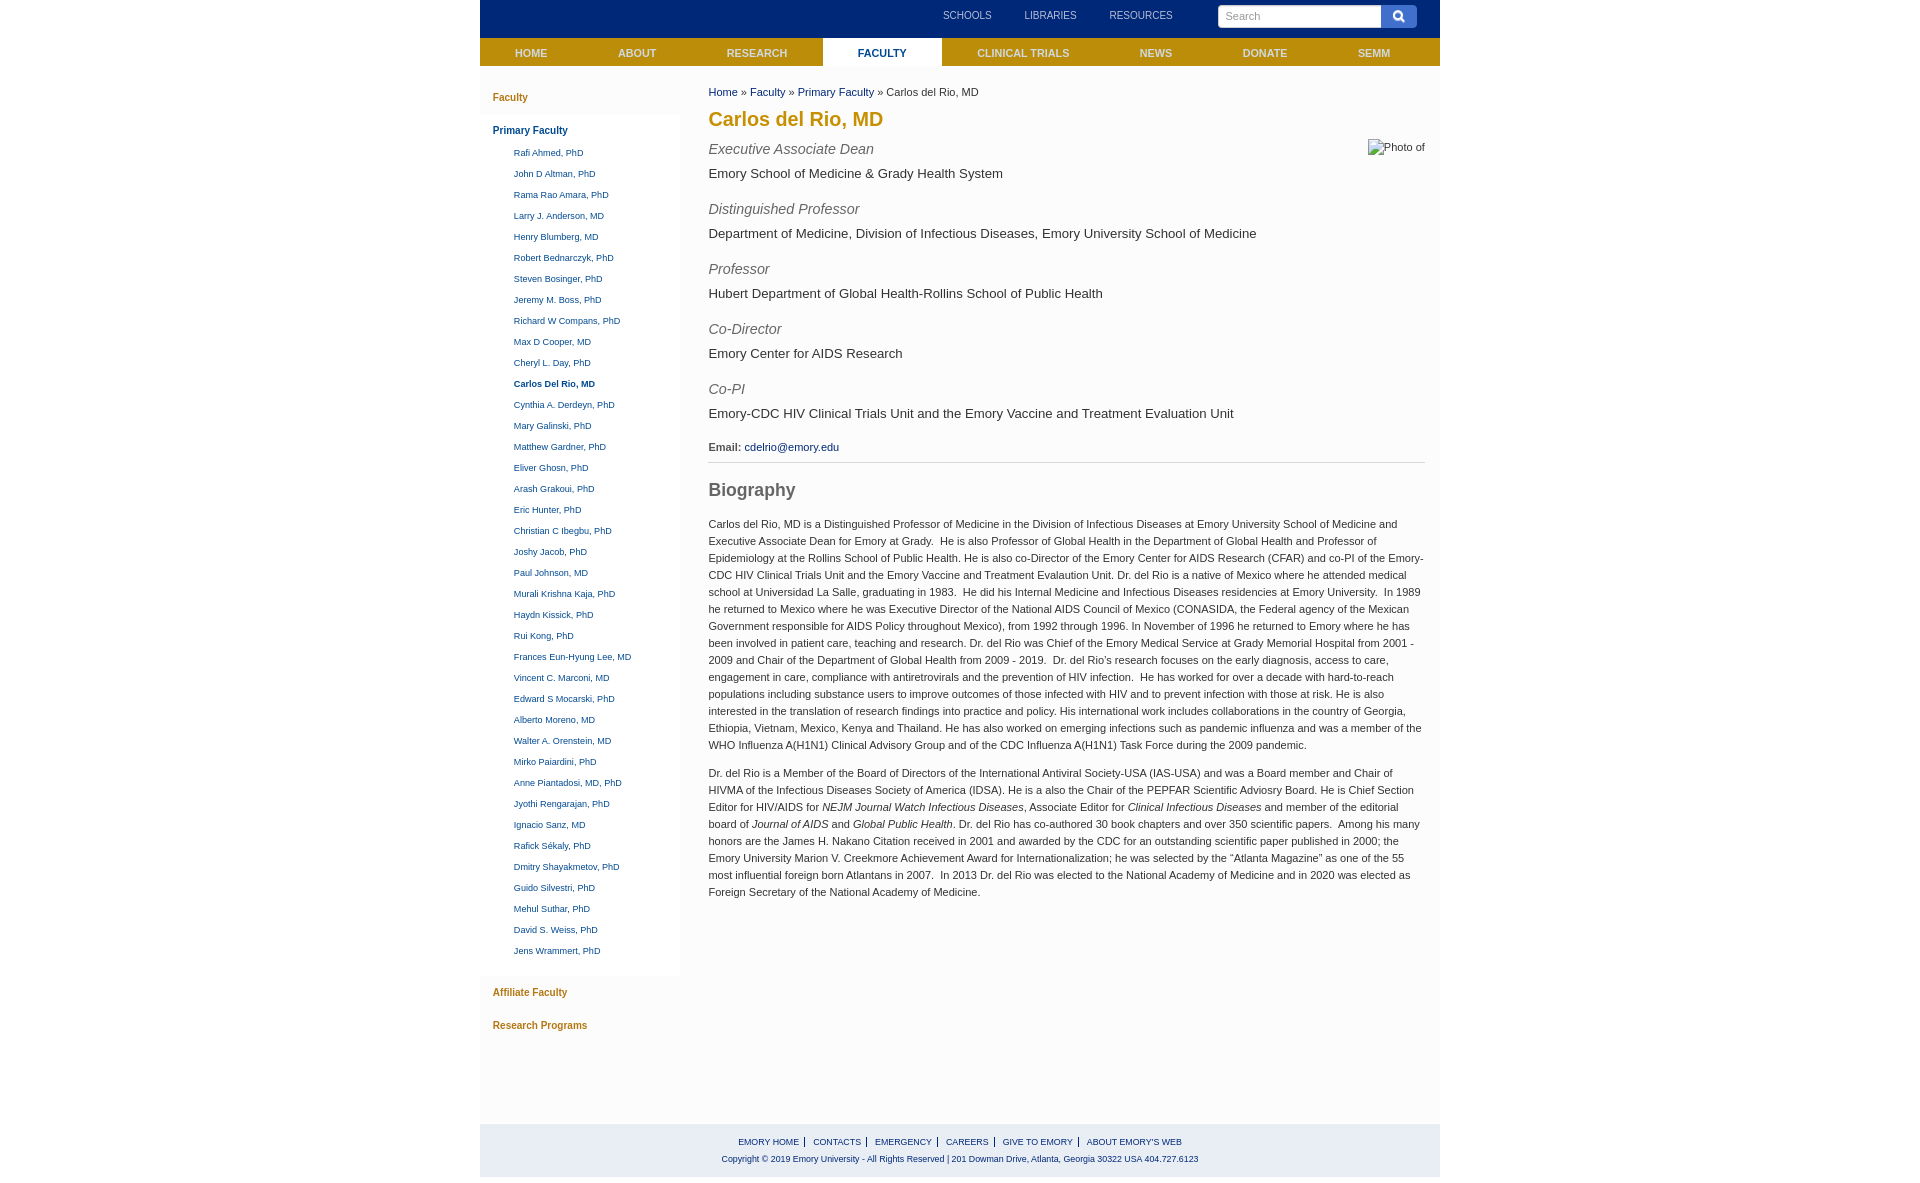 SCHOOLS LIBRARIES RESOURCES Search
HOME ABOUT RESEARCH FACULTY CLINICAL TRIALS NEWS DONATE SEMM
Faculty
Primary Faculty
Rafi Ahmed, PhD
John D Altman, PhD
Rama Rao Amara, PhD
Larry J. Anderson, MD
Henry Blumberg, MD
Robert Bednarczyk, PhD
Steven Bosinger, PhD
Jeremy M. Boss, PhD
Richard W Compans, PhD
Max D Cooper, MD
Cheryl L. Day, PhD
Carlos Del Rio, MD
Cynthia A. Derdeyn, PhD
Mary Galinski, PhD
Matthew Gardner, PhD
Eliver Ghosn, PhD
Arash Grakoui, PhD
Eric Hunter, PhD
Christian C Ibegbu, PhD
Joshy Jacob, PhD
Paul Johnson, MD
Murali Krishna Kaja, PhD
Haydn Kissick, PhD
Rui Kong, PhD
Frances Eun-Hyung Lee, MD
Vincent C. Marconi, MD
Edward S Mocarski, PhD
Alberto Moreno, MD
Walter A. Orenstein, MD
Mirko Paiardini, PhD
Anne Piantadosi, MD, PhD
Jyothi Rengarajan, PhD
Ignacio Sanz, MD
Rafick Sékaly, PhD
Dmitry Shayakmetov, PhD
Guido Silvestri, PhD
Mehul Suthar, PhD
David S. Weiss, PhD
Jens Wrammert, PhD
Affiliate Faculty
Research Programs
Home » Faculty » Primary Faculty » Carlos del Rio, MD
Carlos del Rio, MD
Photo of
Executive Associate Dean
Emory School of Medicine & Grady Health System
Distinguished Professor
Department of Medicine, Division of Infectious Diseases, Emory University School of Medicine
Professor
Hubert Department of Global Health-Rollins School of Public Health
Co-Director
Emory Center for AIDS Research
Co-PI
Emory-CDC HIV Clinical Trials Unit and the Emory Vaccine and Treatment Evaluation Unit
Email: cdelrio@emory.edu
Biography
Carlos del Rio, MD is a Distinguished Professor of Medicine in the Division of Infectious Diseases at Emory University School of Medicine and
Executive Associate Dean for Emory at Grady.  He is also Professor of Global Health in the Department of Global Health and Professor of
Epidemiology at the Rollins School of Public Health. He is also co-Director of the Emory Center for AIDS Research (CFAR) and co-PI of the Emory-
CDC HIV Clinical Trials Unit and the Emory Vaccine and Treatment Evalaution Unit. Dr. del Rio is a native of Mexico where he attended medical
school at Universidad La Salle, graduating in 1983.  He did his Internal Medicine and Infectious Diseases residencies at Emory University.  In 1989
he returned to Mexico where he was Executive Director of the National AIDS Council of Mexico (CONASIDA, the Federal agency of the Mexican
Government responsible for AIDS Policy throughout Mexico), from 1992 through 1996. In November of 1996 he returned to Emory where he has
been involved in patient care, teaching and research. Dr. del Rio was Chief of the Emory Medical Service at Grady Memorial Hospital from 2001 -
2009 and Chair of the Department of Global Health from 2009 - 2019.  Dr. del Rio’s research focuses on the early diagnosis, access to care,
engagement in care, compliance with antiretrovirals and the prevention of HIV infection.  He has worked for over a decade with hard-to-reach
populations including substance users to improve outcomes of those infected with HIV and to prevent infection with those at risk. He is also
interested in the translation of research findings into practice and policy. His international work includes collaborations in the country of Georgia,
Ethiopia, Vietnam, Mexico, Kenya and Thailand. He has also worked on emerging infections such as pandemic influenza and was a member of the
WHO Influenza A(H1N1) Clinical Advisory Group and of the CDC Influenza A(H1N1) Task Force during the 2009 pandemic.
Dr. del Rio is a Member of the Board of Directors of the International Antiviral Society-USA (IAS-USA) and was a Board member and Chair of
HIVMA of the Infectious Diseases Society of America (IDSA). He is a also the Chair of the PEPFAR Scientific Adviosry Board. He is Chief Section
Editor for HIV/AIDS for NEJM Journal Watch Infectious Diseases, Associate Editor for Clinical Infectious Diseases and member of the editorial
board of Journal of AIDS and Global Public Health. Dr. del Rio has co-authored 30 book chapters and over 350 scientific papers.  Among his many
honors are the James H. Nakano Citation received in 2001 and awarded by the CDC for an outstanding scientific paper published in 2000; the
Emory University Marion V. Creekmore Achievement Award for Internationalization; he was selected by the “Atlanta Magazine” as one of the 55
most influential foreign born Atlantans in 2007.  In 2013 Dr. del Rio was elected to the National Academy of Medicine and in 2020 was elected as
Foreign Secretary of the National Academy of Medicine.
EMORY HOME | CONTACTS | EMERGENCY | CAREERS | GIVE TO EMORY | ABOUT EMORY'S WEB
Copyright © 2019 Emory University - All Rights Reserved | 201 Dowman Drive, Atlanta, Georgia 30322 USA 404.727.6123